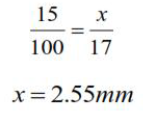 15/100 = x/17
x = 2.55mm